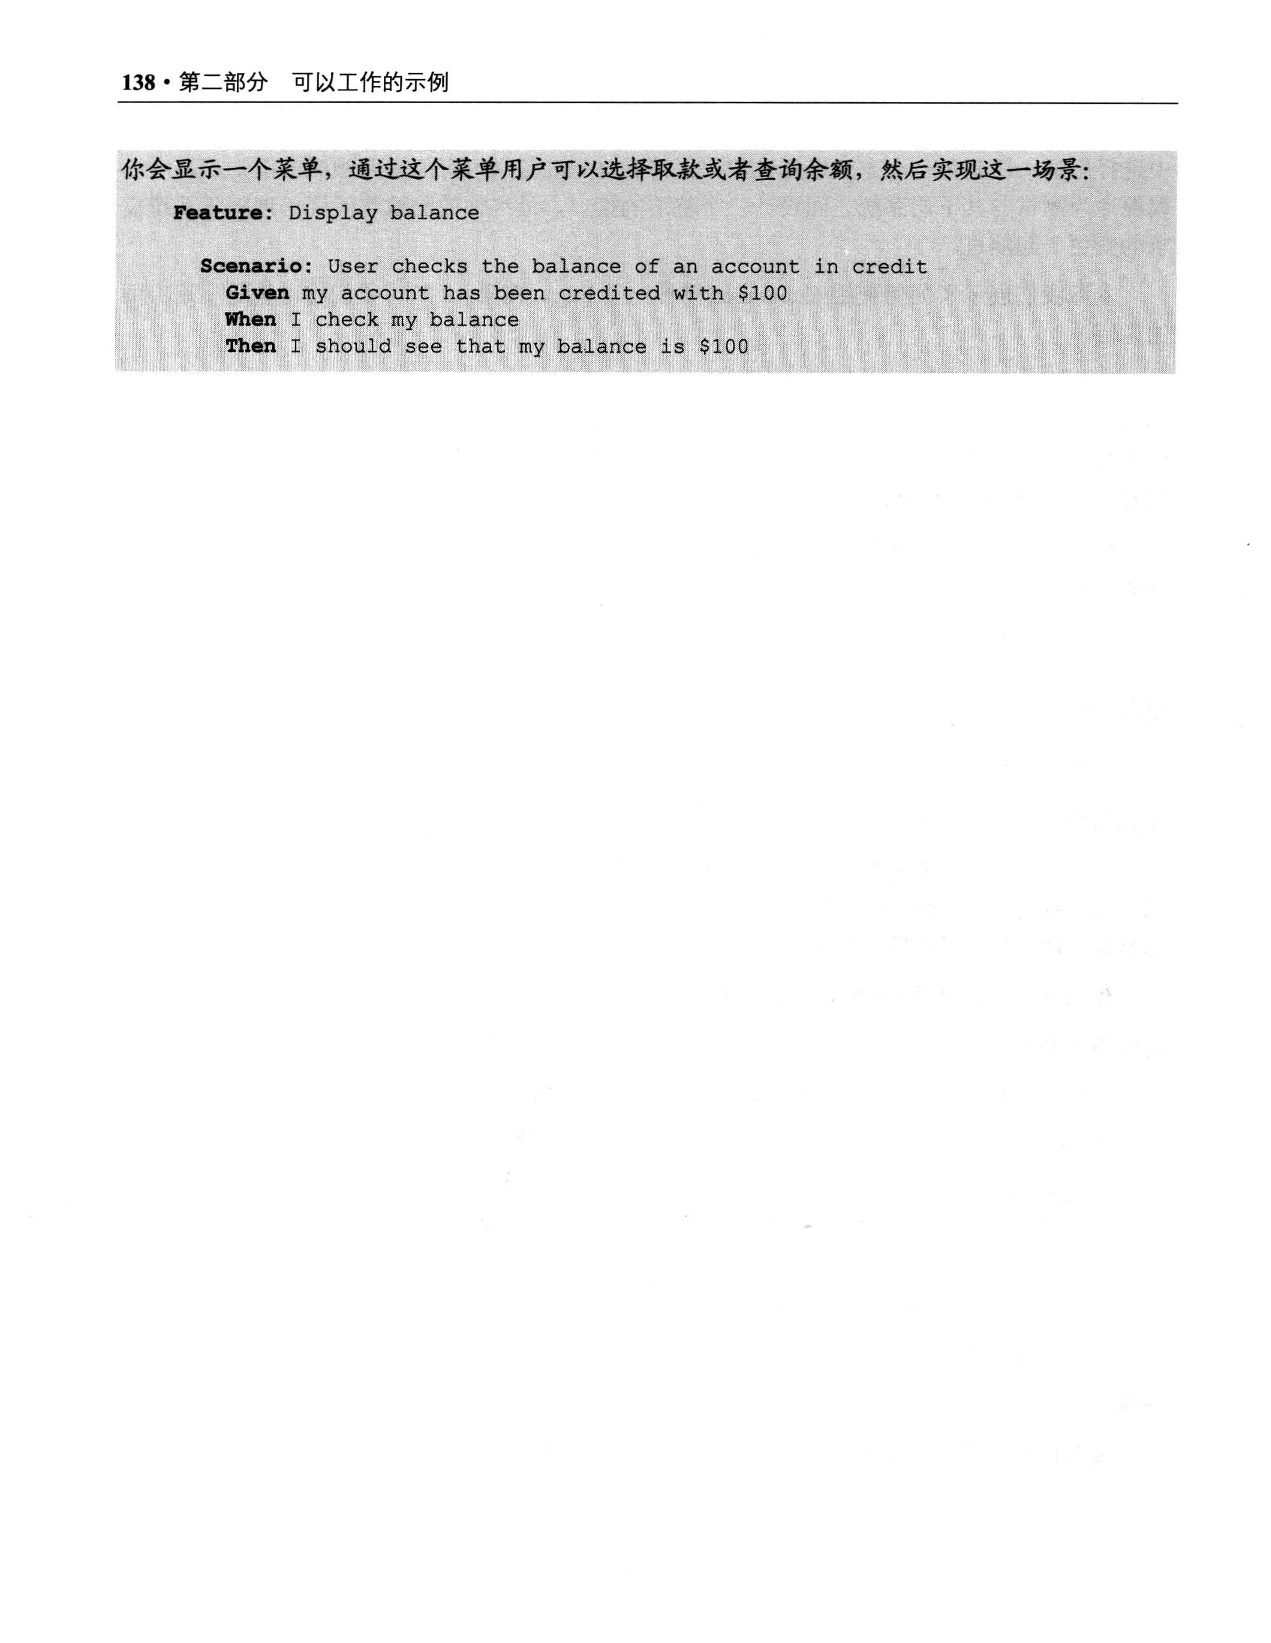 138 • 第二部分 可以工作的示例
你会显示一个菜单，通过这个菜单用户可以选择取款或者查询余额，然后实现这一场景：
Feature: Display balance
Scenario: User checks the balance of an account in credit
Given my account has been credited with $100
When I check my balance
Then I should see that my balance is $100